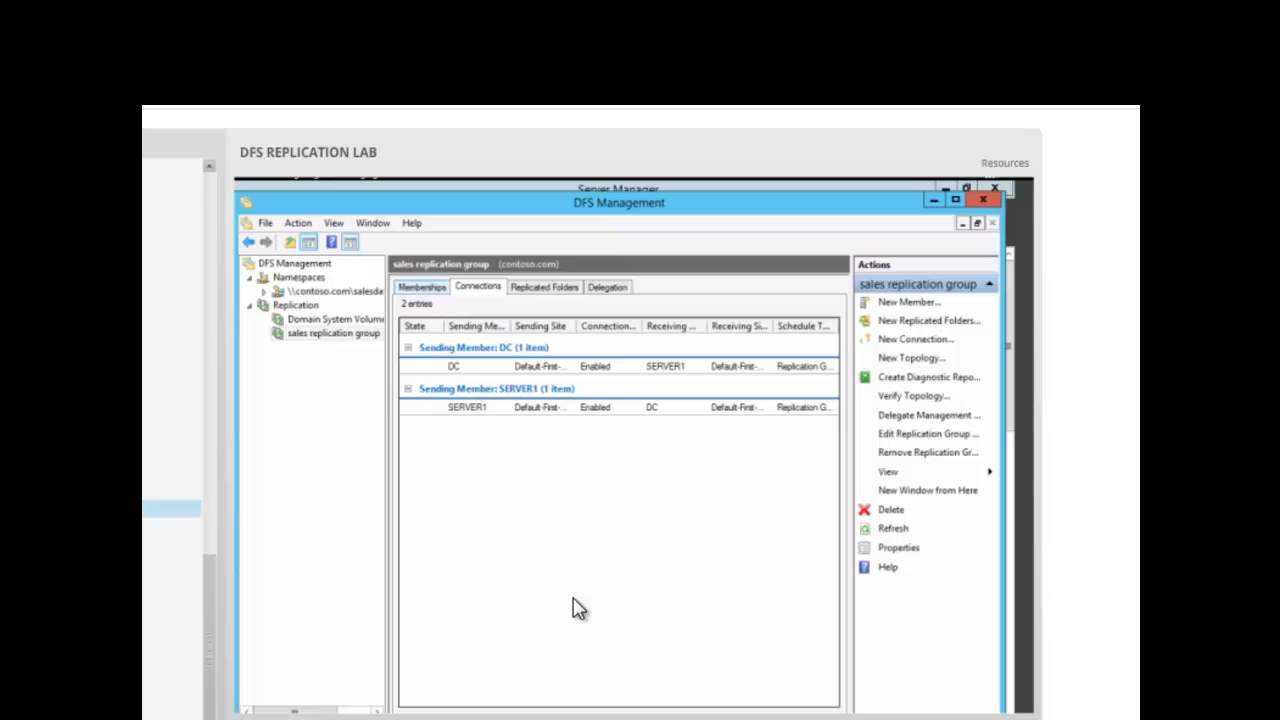 DFS REPLICATION LAB
Resources
Server Manager
DFS Management
File Action View Window Help
DFS Management
Namespaces
\\contoso.com\salesda
Replication
Domain System Volume
sales replication group
sales replication group (contoso.com)
Memberships Connections Replicated Folders Delegation
2 entries
State Sending Me... Sending Site Connection... Receiving ... Receiving Si... Schedule T...
Sending Member: DC (1 item)
DC Default-First-... Enabled SERVER1 Default-First-... Replication G...
Sending Member: SERVER1 (1 item)
SERVER1 Default-First-... Enabled DC Default-First-... Replication G...
Actions
sales replication group
New Member...
New Replicated Folders...
New Connection...
New Topology...
Create Diagnostic Repo...
Verify Topology...
Delegate Management ...
Edit Replication Group ...
Remove Replication Gr...
View
New Window from Here
Delete
Refresh
Properties
Help